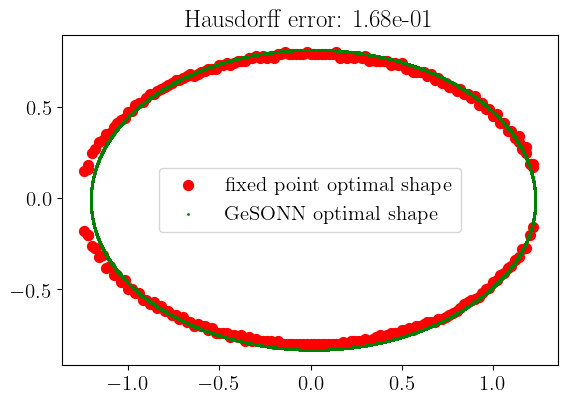 Hausdorff error: 1.68e-01
0.5
fixed point optimal shape
0.0
GeSONN optimal shape
−0.5
−1.0 −0.5 0.0 0.5 1.0